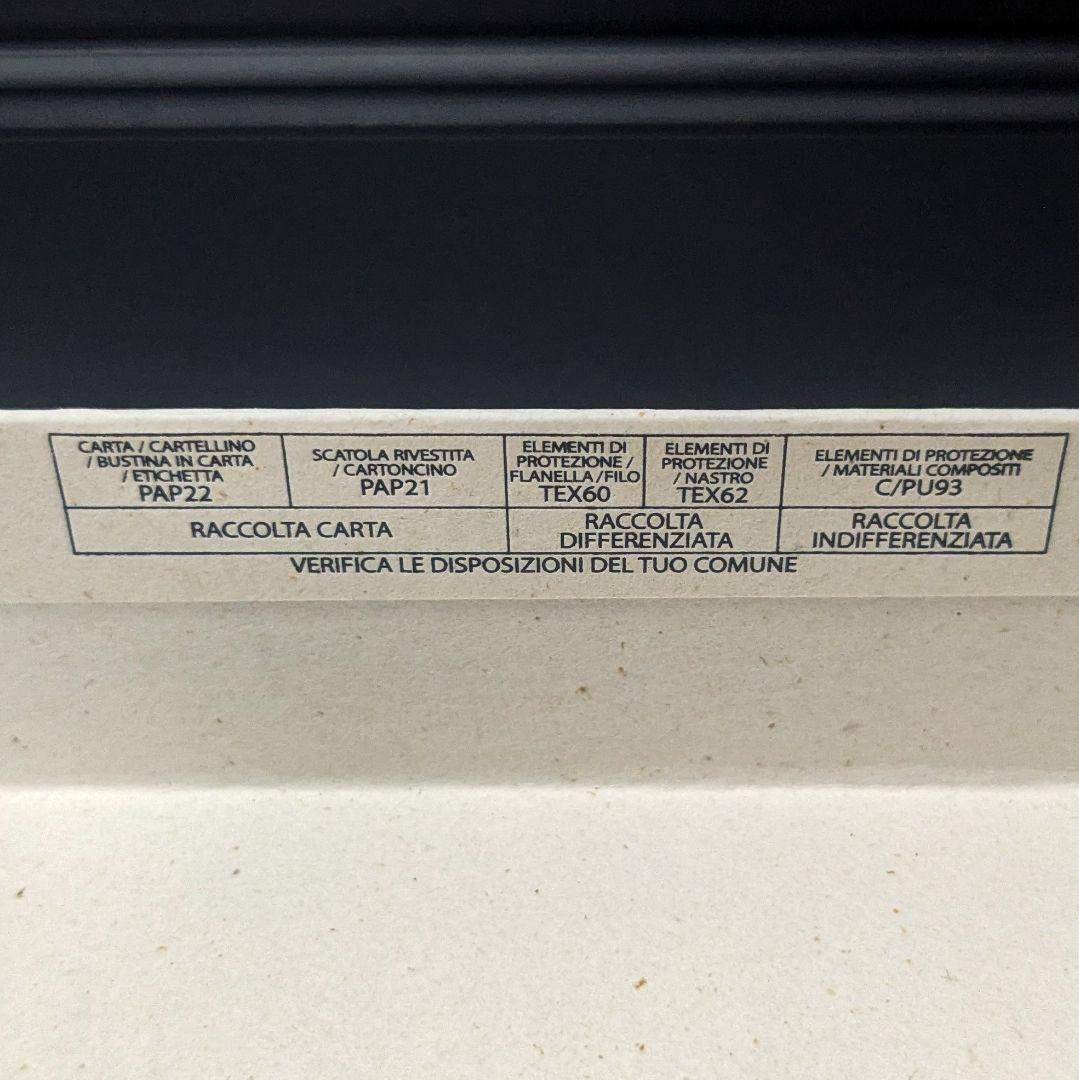 CARTA / CARTELLINO
/ BUSTINA IN CARTA
/ ETICHETTA
PAP22
SCATOLA RIVESTITA
/ CARTONCINO
PAP21
ELEMENTI DI
PROTEZIONE /
FLANELLA / FILO
TEX60
ELEMENTI DI
PROTEZIONE
/ NASTRO
TEX62
ELEMENTI DI PROTEZIONE
/ MATERIALI COMPOSITI
C/PU93
RACCOLTA CARTA
RACCOLTA
DIFFERENZIATA
RACCOLTA
INDIFFERENZIATA
VERIFICA LE DISPOSIZIONI DEL TUO COMUNE